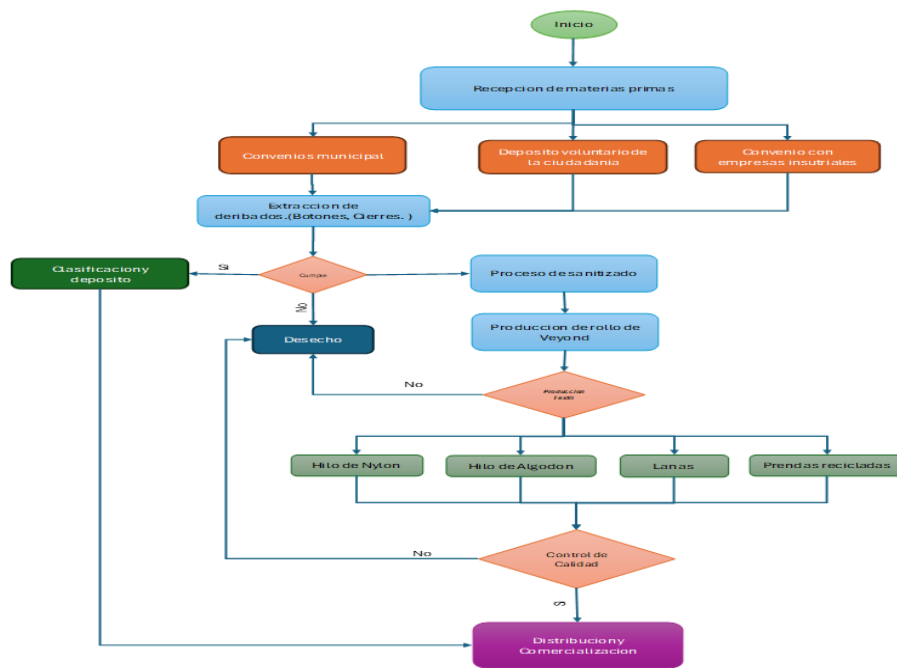 Inicio
Recepcion de materias primas
Convenios municipal
Deposito voluntario de
la ciudadania
Convenio con
empresas insutriales
Extraccion de
deribados.(Botones, Cierres. )
Clasificacion y
deposito
Si
Cumple
Proceso de sanitizado
No
Desecho
Produccion de rollo de
Veyond
No
Produccion
textil
Hilo de Nylon
Hilo de Algodon
Lanas
Prendas recicladas
No
Control de
Calidad
Si
Distribucion y
Comercializacion